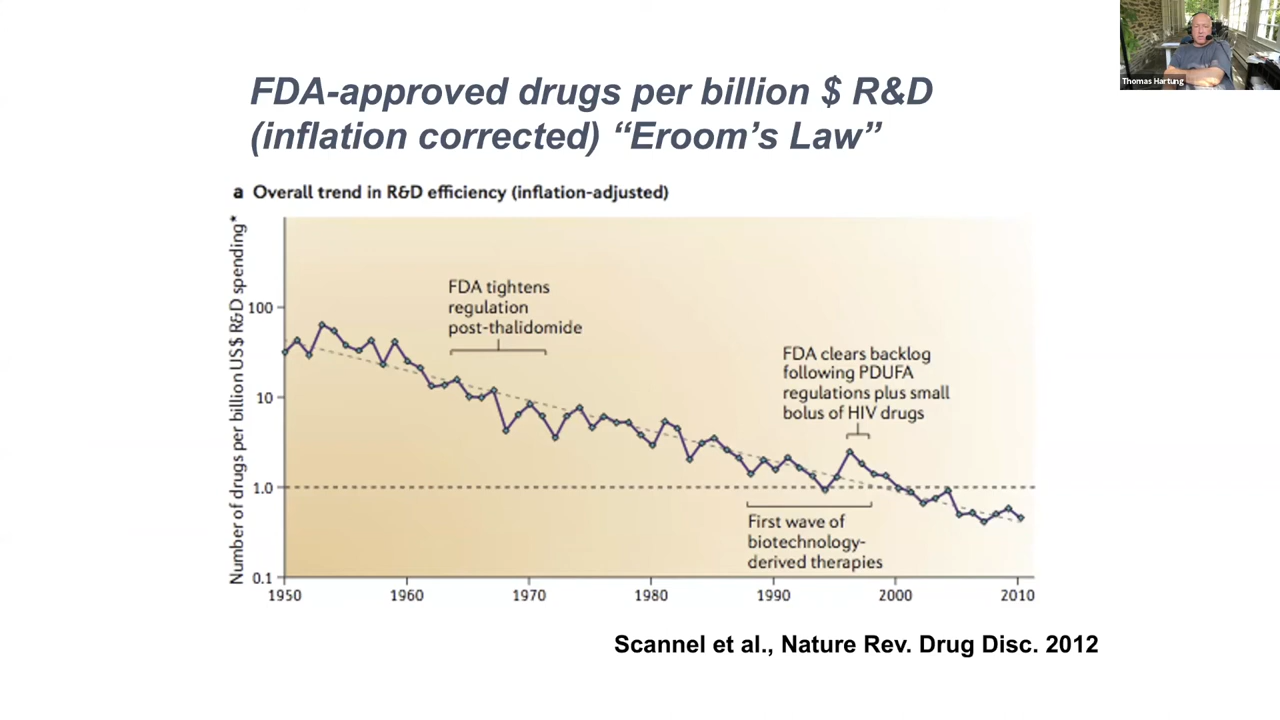 Thomas Hartung
FDA-approved drugs per billion $ R&D
(inflation corrected) “Eroom’s Law”
a Overall trend in R&D efficiency (inflation-adjusted)
Number of drugs per billion US$ R&D spending*
100
10
1.0
0.1
FDA tightens
regulation
post-thalidomide
FDA clears backlog
following PDUFA
regulations plus small
bolus of HIV drugs
First wave of
biotechnology-
derived therapies
1950 1960 1970 1980 1990 2000 2010
Scannel et al., Nature Rev. Drug Disc. 2012